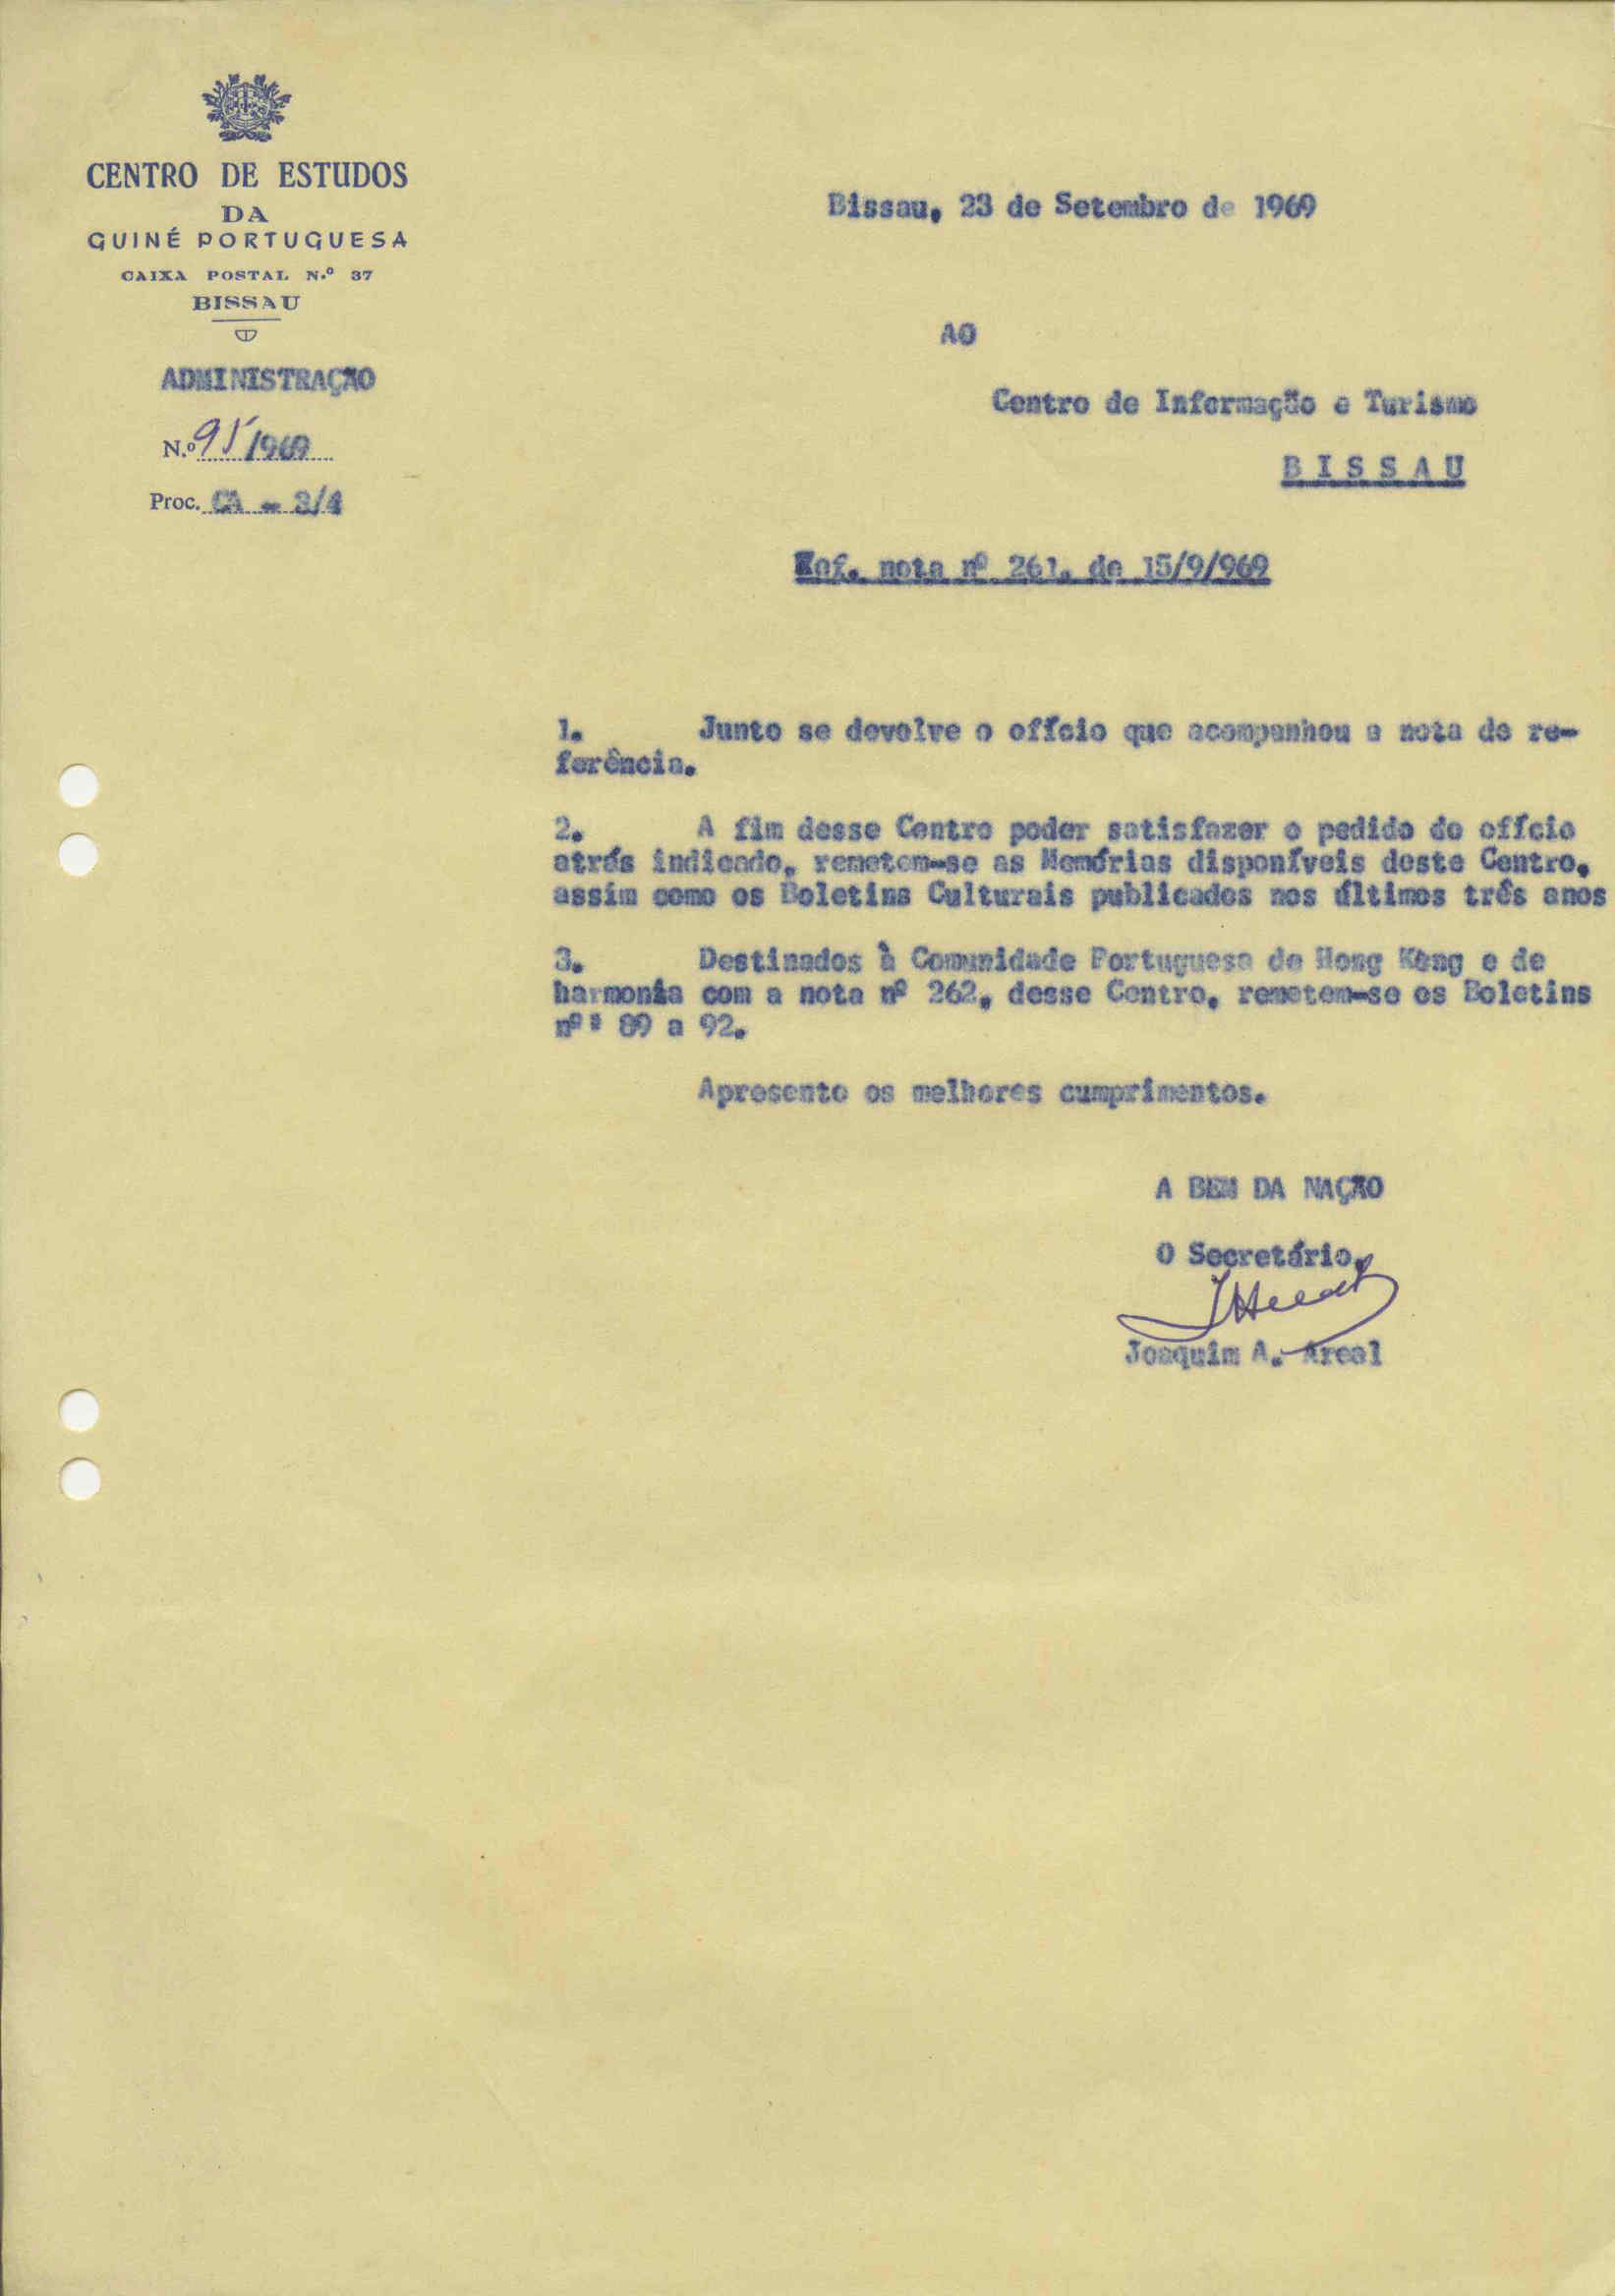 CENTRO DE ESTUDOS
DA
GUINÉ PORTUGUESA
CAIXA POSTAL N.º 37
BISSAU
ADMINISTRAÇÃO
N.º 95/1969
Proc. CA - 3/4
Bissau, 23 de Setembro de 1969
AO
Centro de Informação e Turismo
B I S S A U
Ref. nota nº 261, de 15/9/969
1. Junto se devolve o ofício que acompanhou a nota de re-
ferência.
2. A fim desse Centro poder satisfazer o pedido do ofício
atrás indicado, remetem-se as Memórias disponíveis deste Centro,
assim como os Boletins Culturais publicados nos últimos três anos
3. Destinados à Comunidade Portuguesa de Hong Kong e de
harmonia com a nota nº 262, desse Centro, remetem-se os Boletins
nºs 89 a 92.
Apresento os melhores cumprimentos.
A BEM DA NAÇÃO
O Secretário,
Joaquim A. Areal